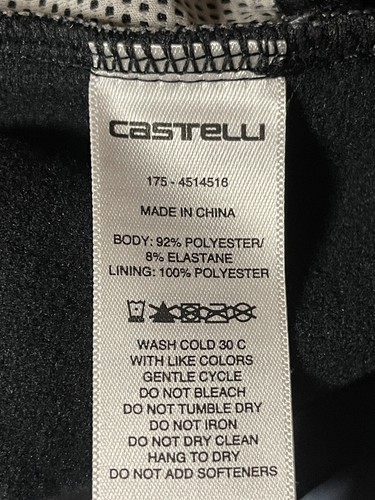 castelli
175 - 4514516
MADE IN CHINA
BODY: 92% POLYESTER/
8% ELASTANE
LINING: 100% POLYESTER
WASH COLD 30 C
WITH LIKE COLORS
GENTLE CYCLE
DO NOT BLEACH
DO NOT TUMBLE DRY
DO NOT IRON
DO NOT DRY CLEAN
HANG TO DRY
DO NOT ADD SOFTENERS